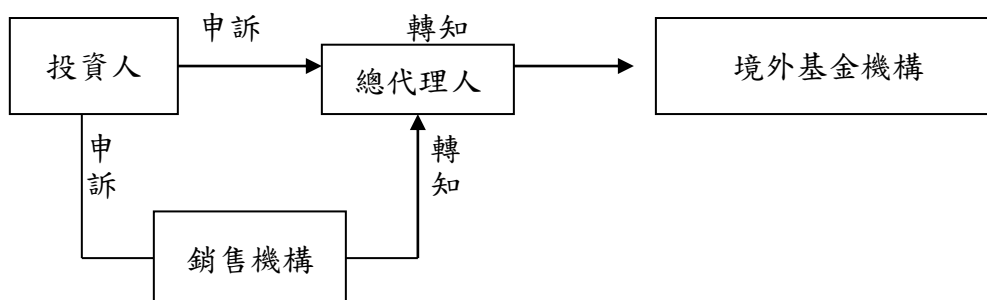 申訴
轉知
投資人
總代理人
境外基金機構
申訴
轉知
銷售機構